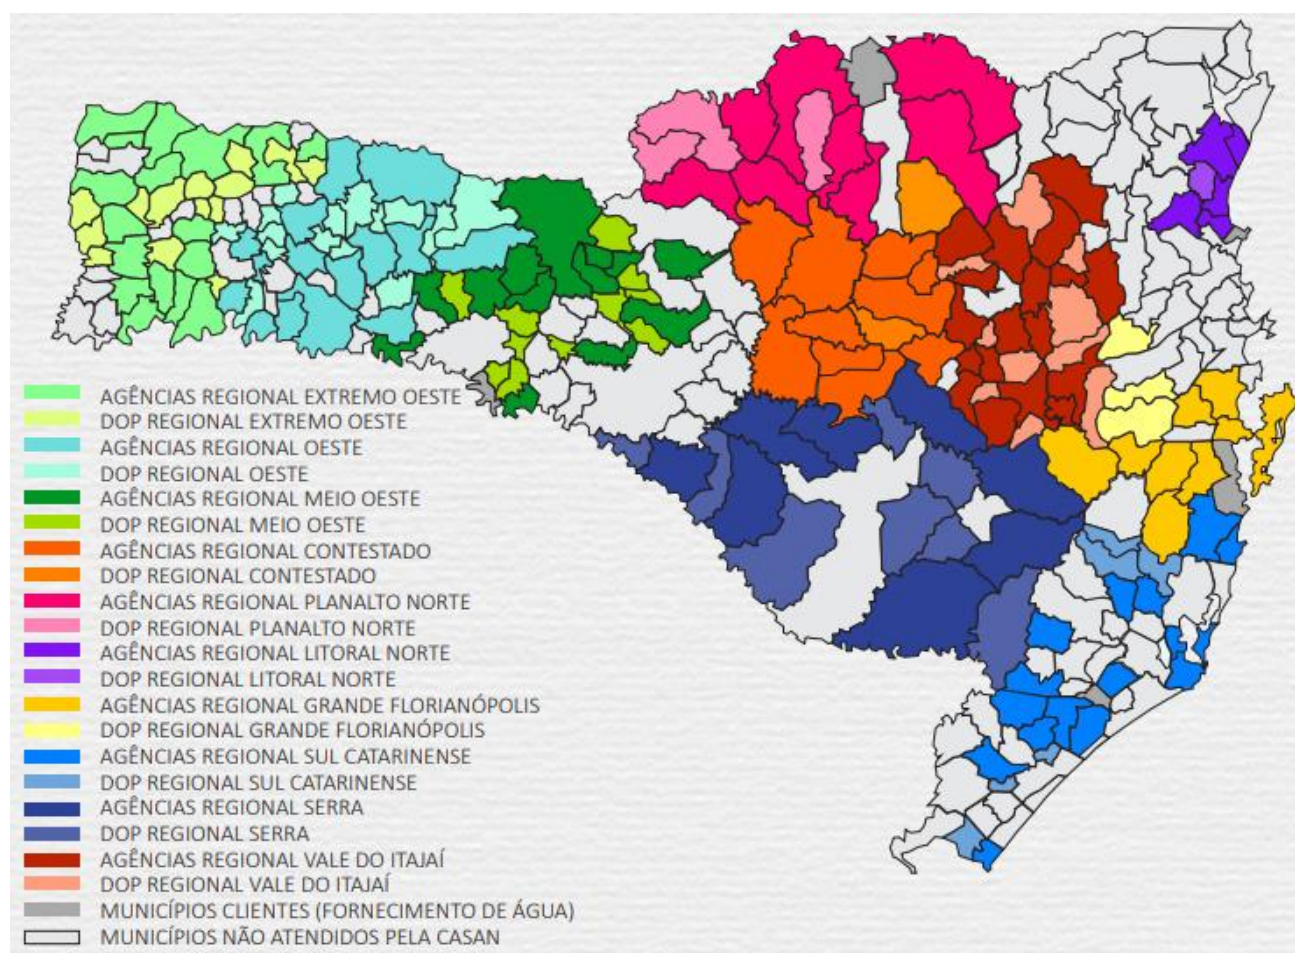 AGÊNCIAS REGIONAL EXTREMO OESTE
DOP REGIONAL EXTREMO OESTE
AGÊNCIAS REGIONAL OESTE
DOP REGIONAL OESTE
AGÊNCIAS REGIONAL MEIO OESTE
DOP REGIONAL MEIO OESTE
AGÊNCIAS REGIONAL CONTESTADO
DOP REGIONAL CONTESTADO
AGÊNCIAS REGIONAL PLANALTO NORTE
DOP REGIONAL PLANALTO NORTE
AGÊNCIAS REGIONAL LITORAL NORTE
DOP REGIONAL LITORAL NORTE
AGÊNCIAS REGIONAL GRANDE FLORIANÓPOLIS
DOP REGIONAL GRANDE FLORIANÓPOLIS
AGÊNCIAS REGIONAL SUL CATARINENSE
DOP REGIONAL SUL CATARINENSE
AGÊNCIAS REGIONAL SERRA
DOP REGIONAL SERRA
AGÊNCIAS REGIONAL VALE DO ITAJAÍ
DOP REGIONAL VALE DO ITAJAÍ
MUNICÍPIOS CLIENTES (FORNECIMENTO DE ÁGUA)
MUNICÍPIOS NÃO ATENDIDOS PELA CASAN